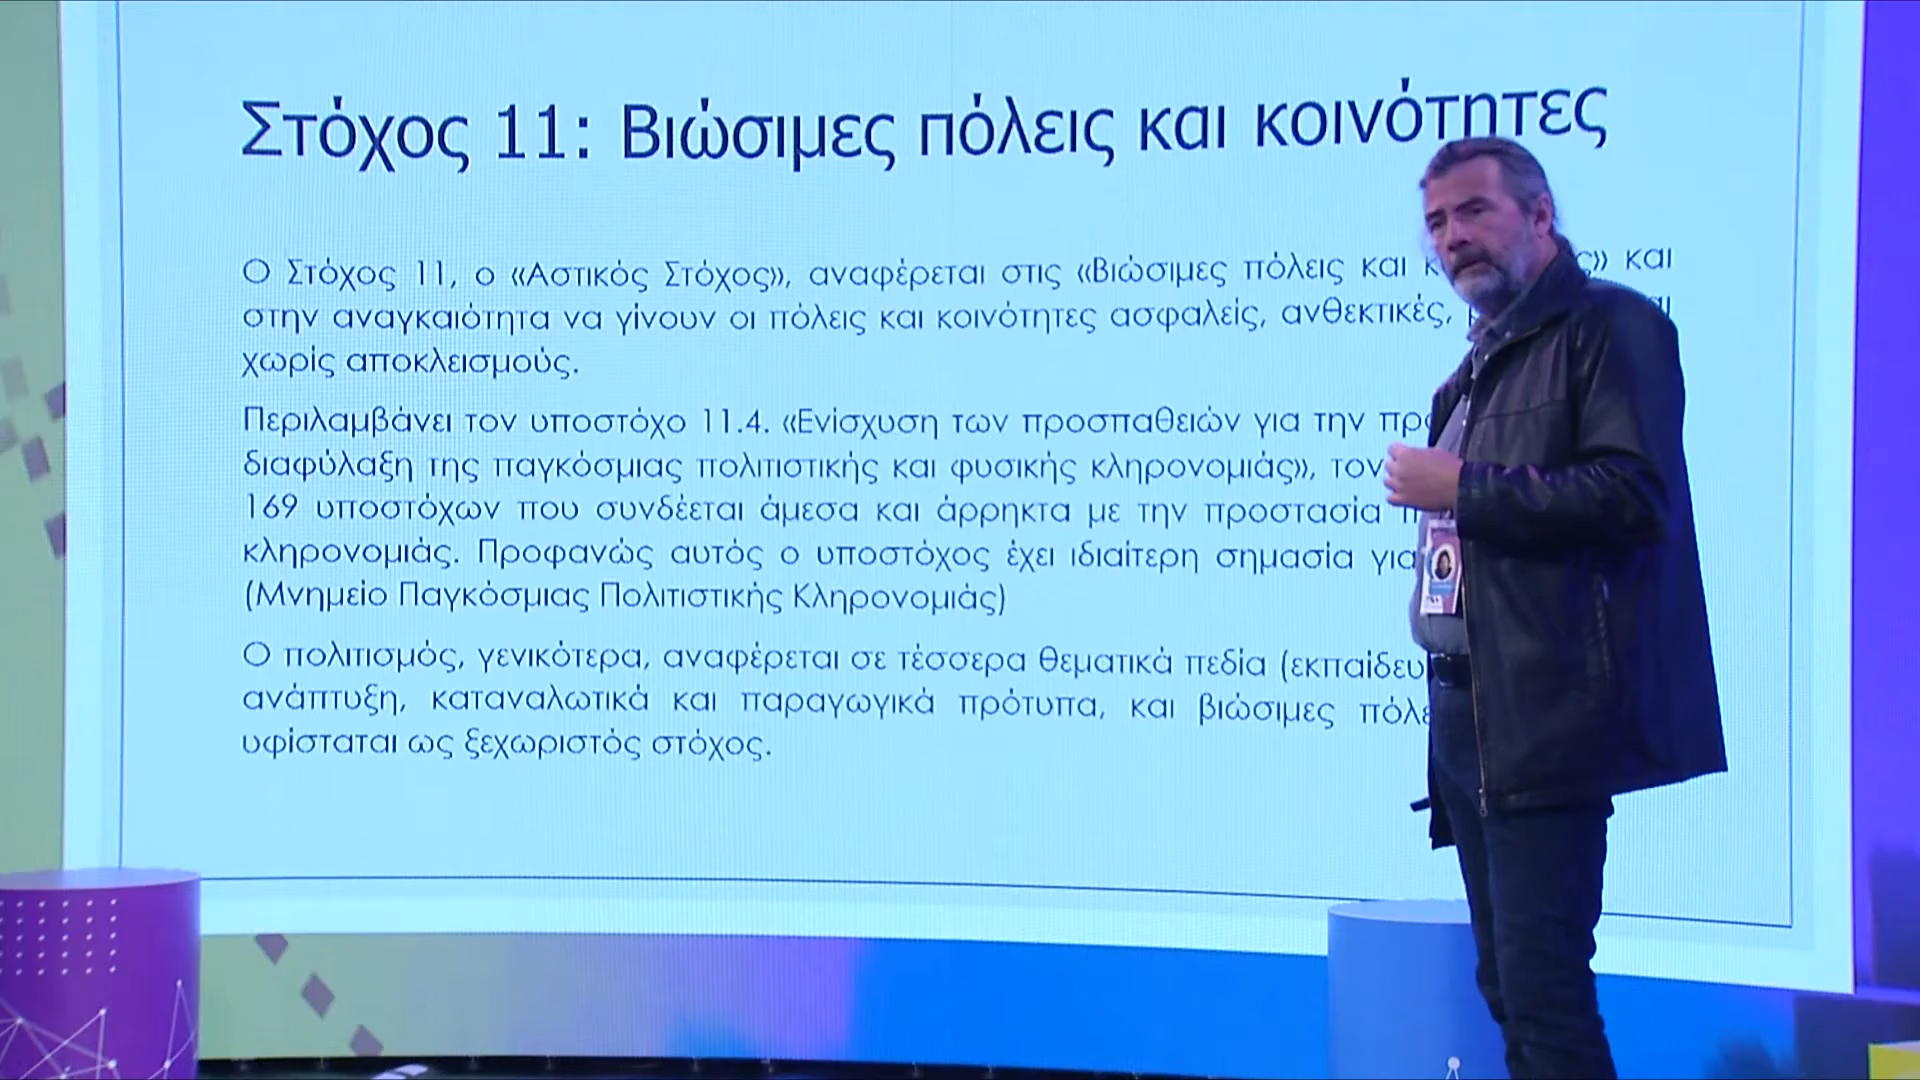 Στόχος 11: Βιώσιμες πόλεις και κοινότητες
Ο Στόχος 11, ο «Αστικός Στόχος», αναφέρεται στις «Βιώσιμες πόλεις και και
στην αναγκαιότητα να γίνουν οι πόλεις και κοινότητες ασφαλείς, ανθεκτικές,
χωρίς αποκλεισμούς.
Περιλαμβάνει τον υποστόχο 11.4. «Ενίσχυση των προσπαθειών για την
διαφύλαξη της παγκόσμιας πολιτιστικής και φυσικής κληρονομιάς», τον
169 υποστόχων που συνδέεται άμεσα και άρρηκτα με την προστασία
κληρονομιάς. Προφανώς αυτός ο υποστόχος έχει ιδιαίτερη σημασία για
(Μνημείο Παγκόσμιας Πολιτιστικής Κληρονομιάς)
Ο πολιτισμός, γενικότερα, αναφέρεται σε τέσσερα θεματικά πεδία
ανάπτυξη, καταναλωτικά και παραγωγικά πρότυπα, και βιώσιμες
υφίσταται ως ξεχωριστός στόχος.